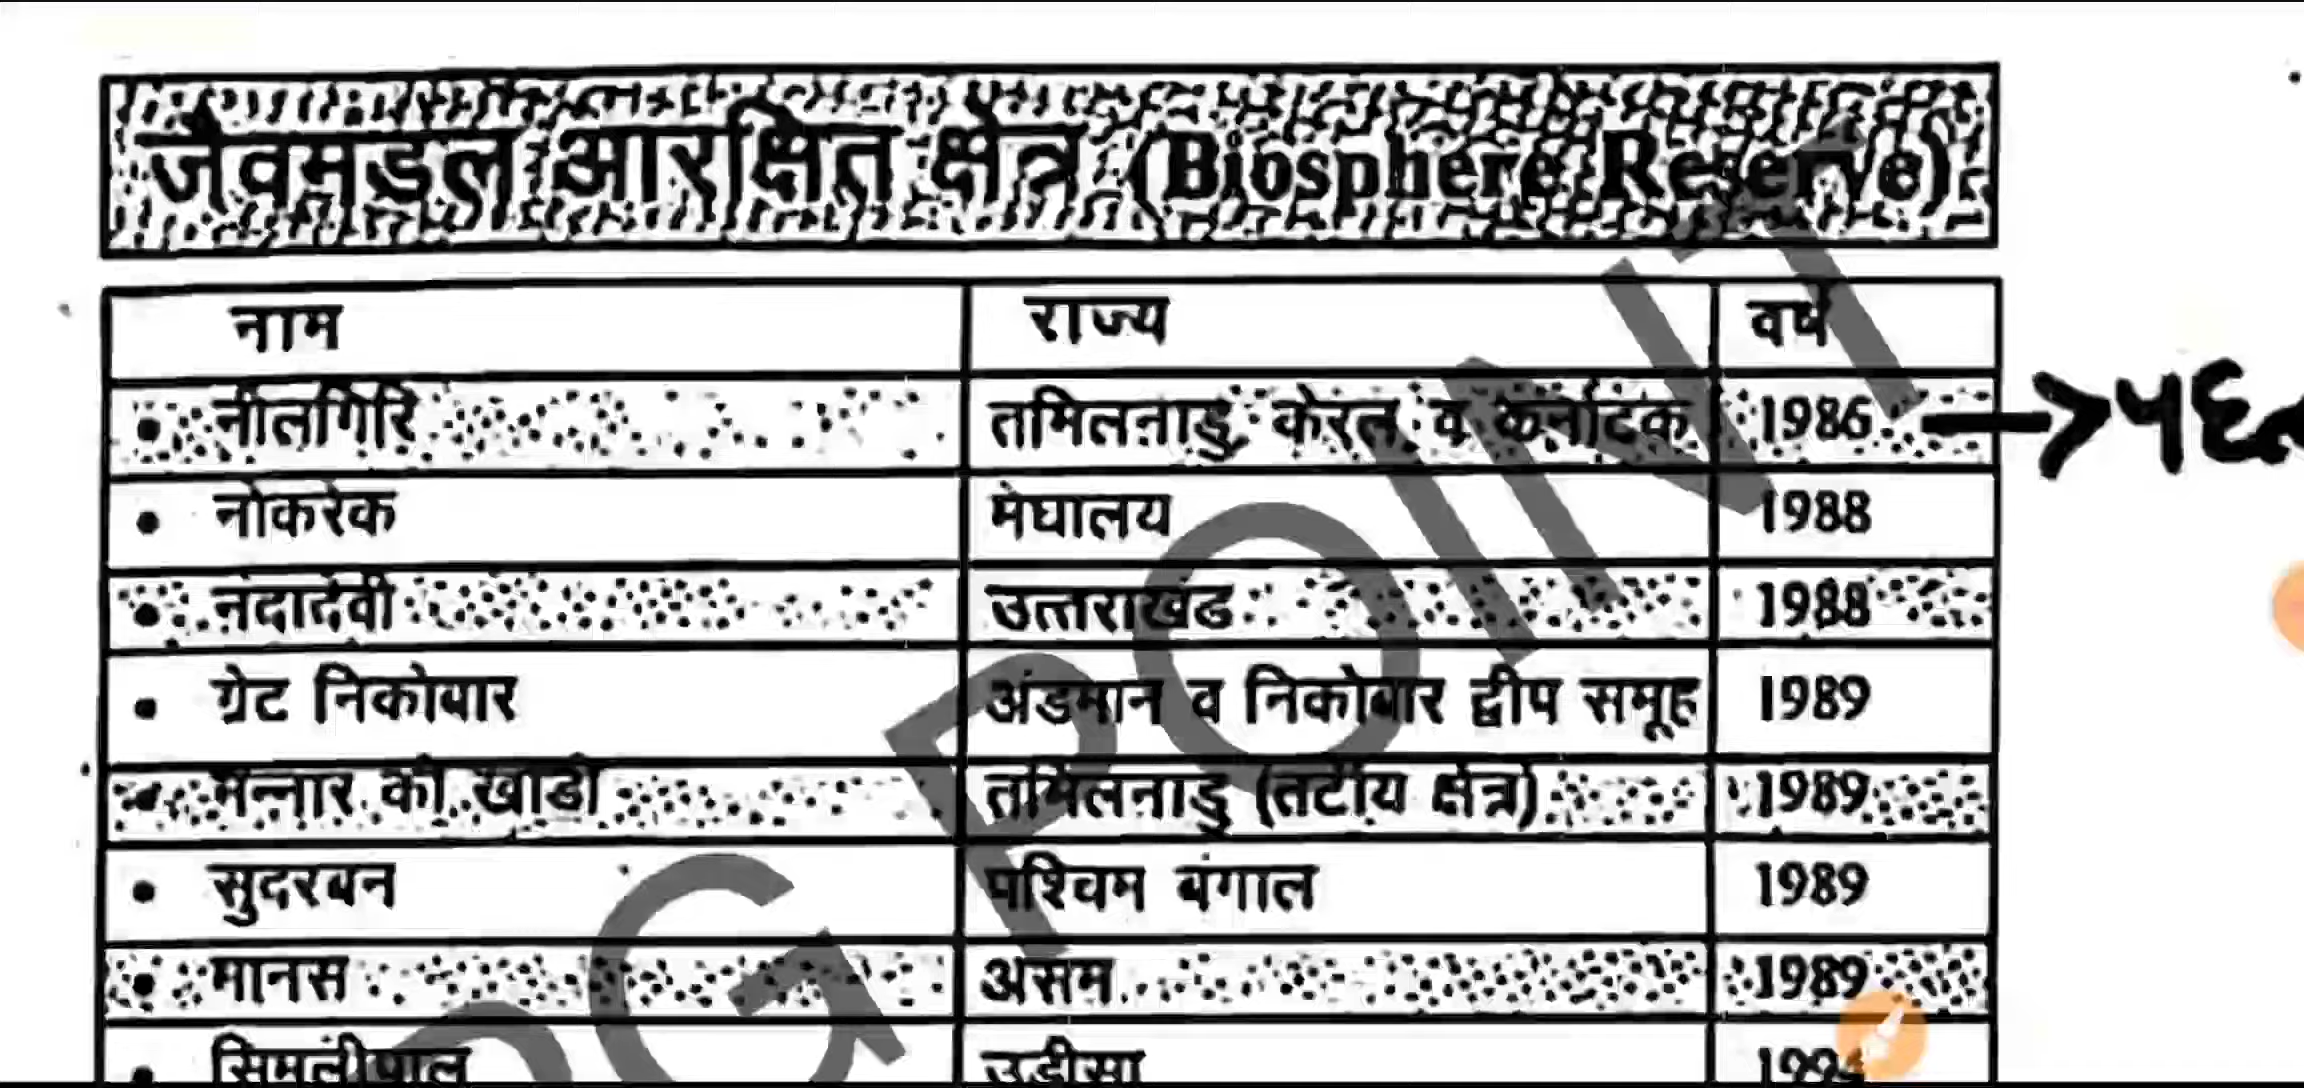 जैवमंडल आरक्षित क्षेत्र (Biosphere Reserve)
नाम राज्य वर्ष
• नीलगिरि तमिलनाडु, केरल व कर्नाटक 1986
• नोकरेक मेघालय 1988
• नंदादेवी उत्तराखंड 1988
• ग्रेट निकोबार अंडमान व निकोबार द्वीप समूह 1989
• मन्नार की खाड़ी तमिलनाडु (तटीय क्षेत्र) 1989
• सुंदरबन पश्चिम बंगाल 1989
• मानस असम 1989
• सिमलीपाल उड़ीसा
G POINT